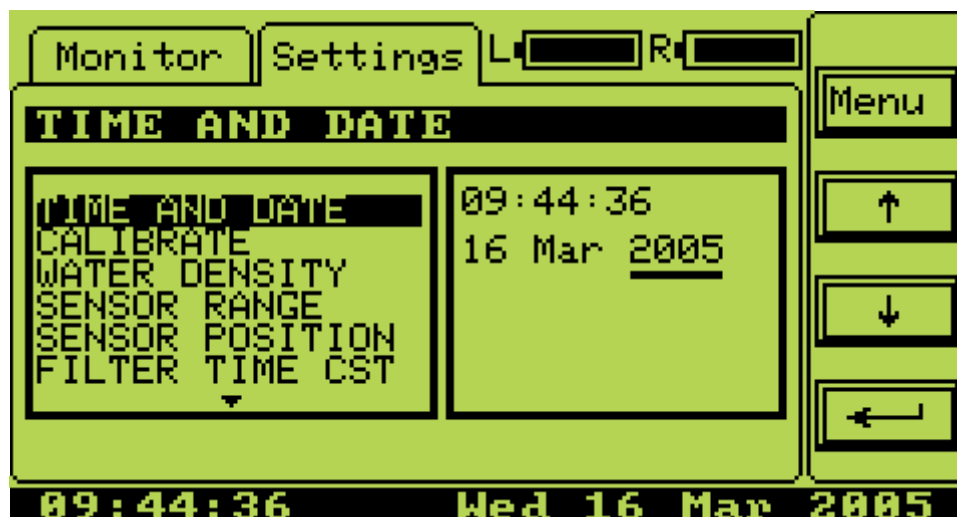 Monitor Settings L R
Menu
TIME AND DATE
TIME AND DATE
CALIBRATE
WATER DENSITY
SENSOR RANGE
SENSOR POSITION
FILTER TIME CST
09:44:36
16 Mar 2005
09:44:36 Wed 16 Mar 2005